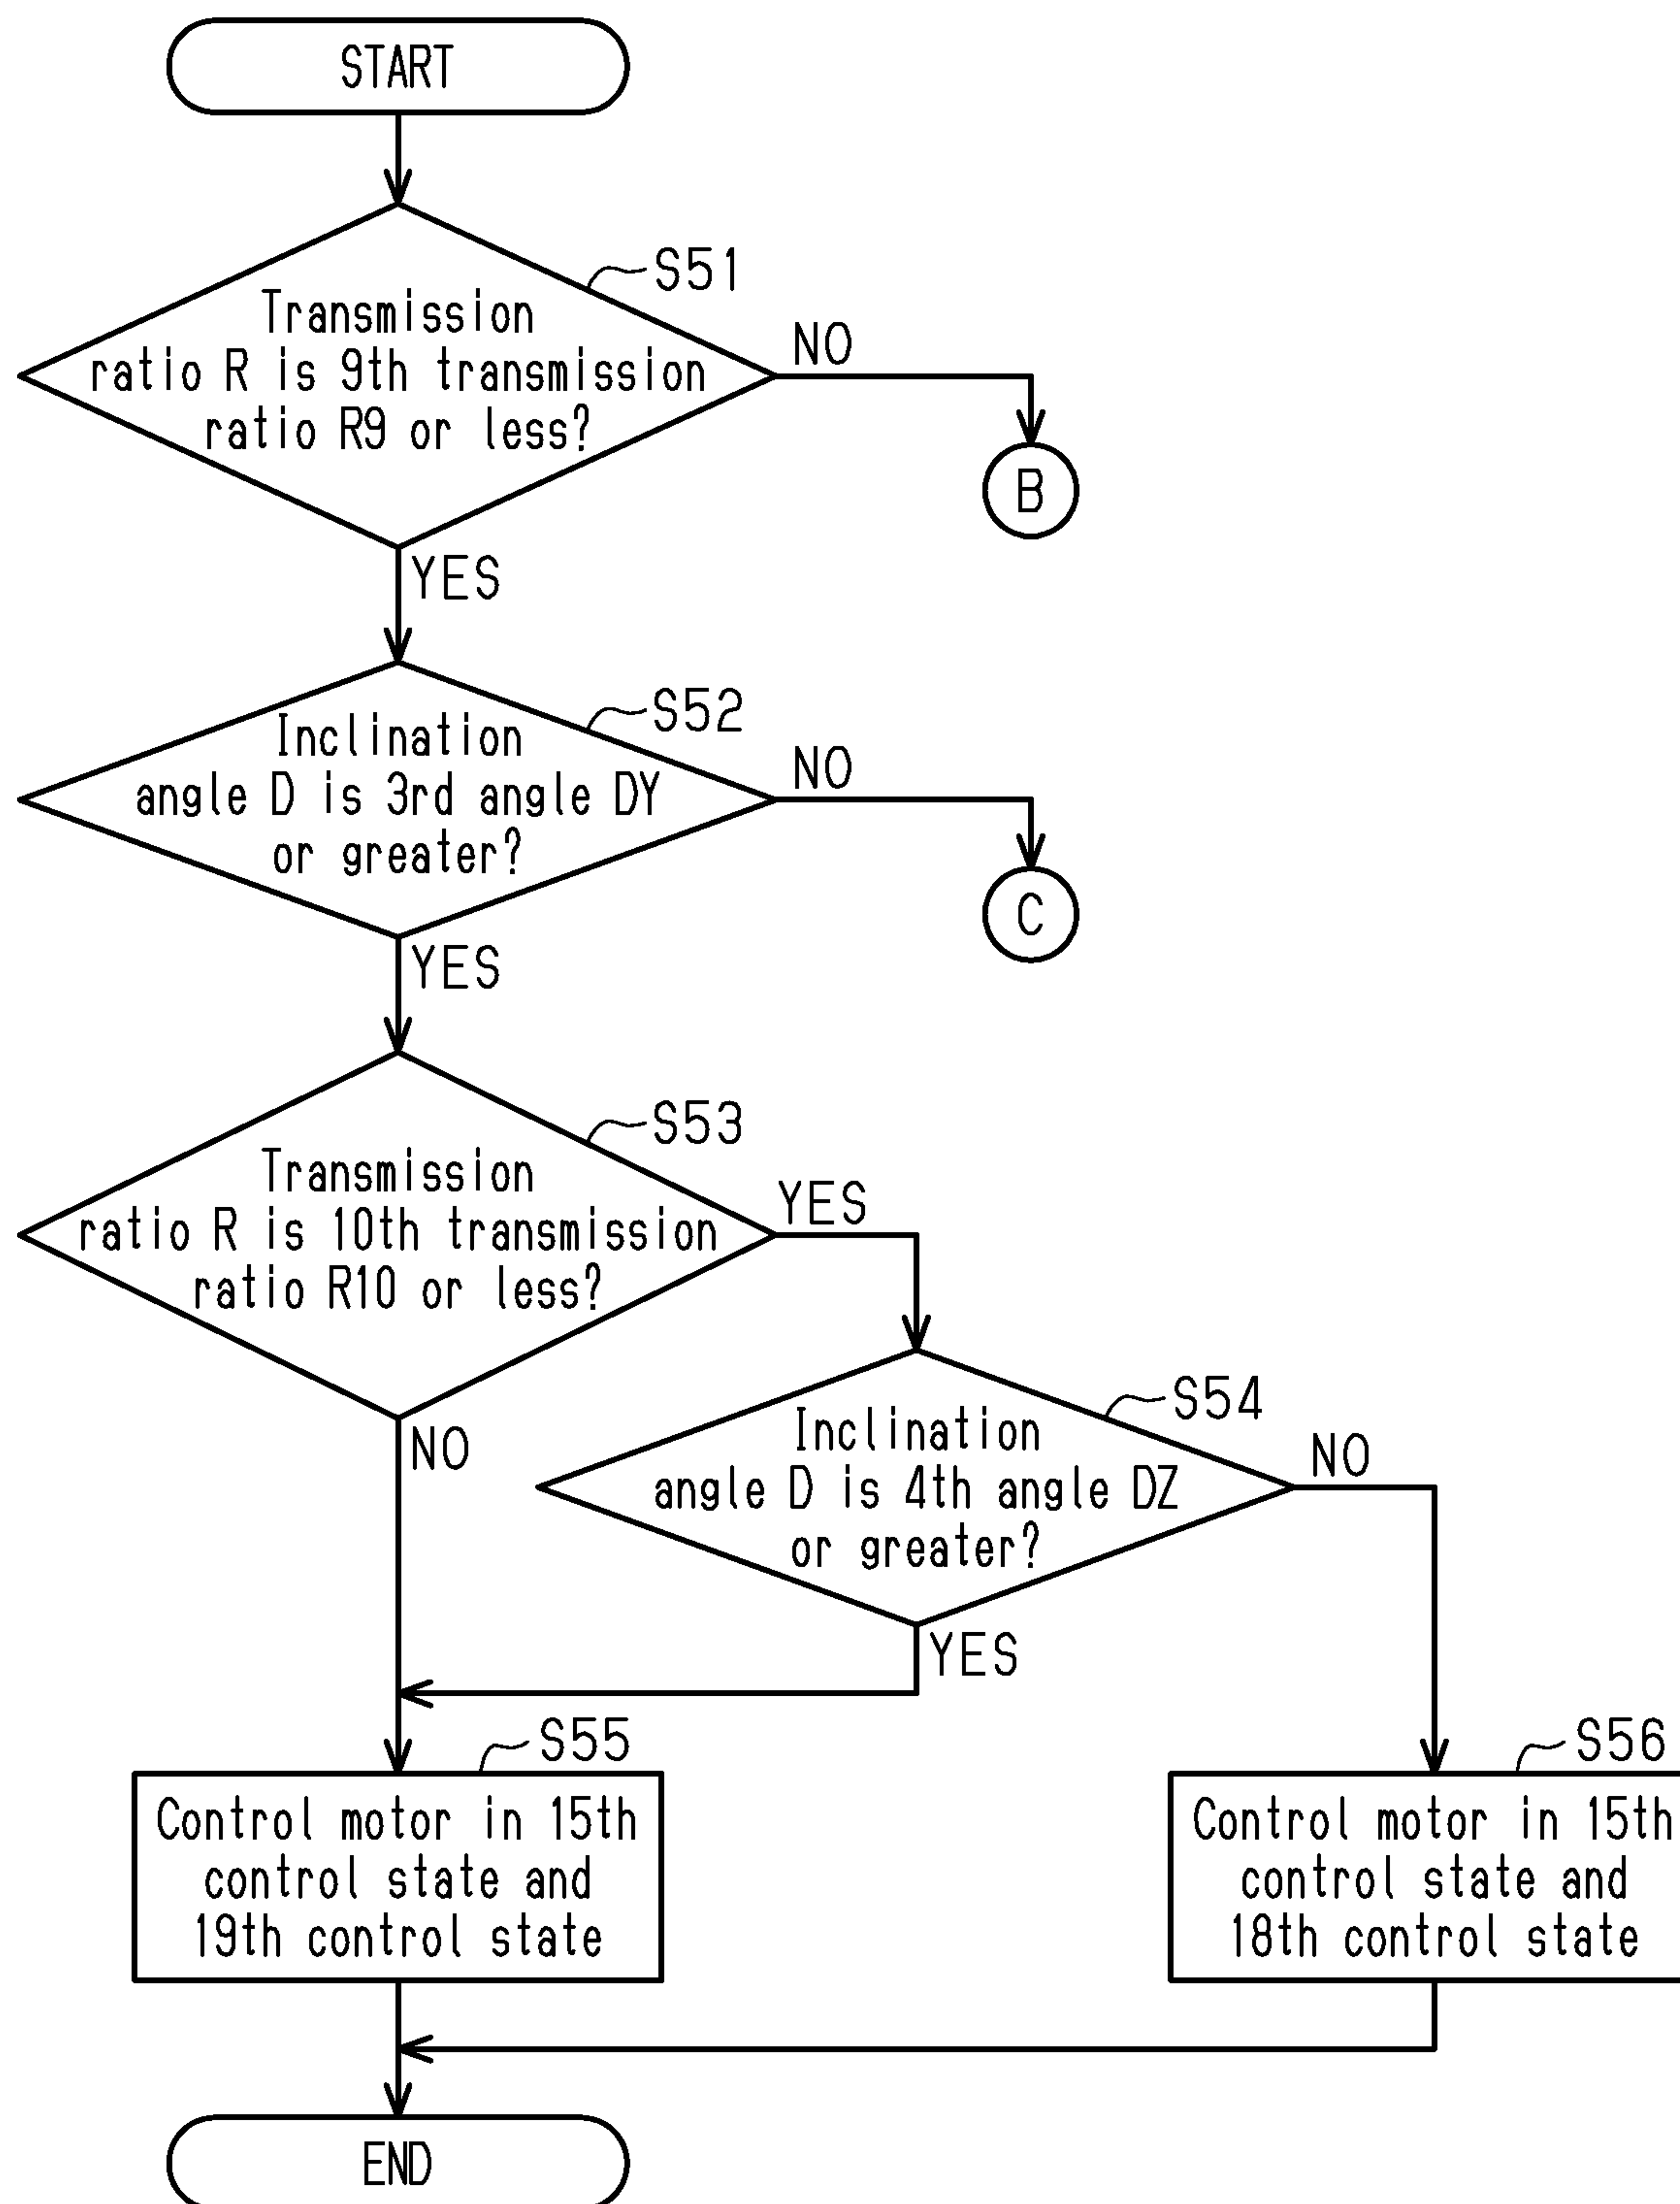 START
S51
Transmission
ratio R is 9th transmission
ratio R9 or less?
NO
B
YES
S52
Inclination
angle D is 3rd angle DY
or greater?
NO
C
YES
S53
Transmission
ratio R is 10th transmission
ratio R10 or less?
YES
NO
S54
Inclination
angle D is 4th angle DZ
or greater?
NO
YES
S55
Control motor in 15th
control state and
19th control state
S56
Control motor in 15th
control state and
18th control state
END